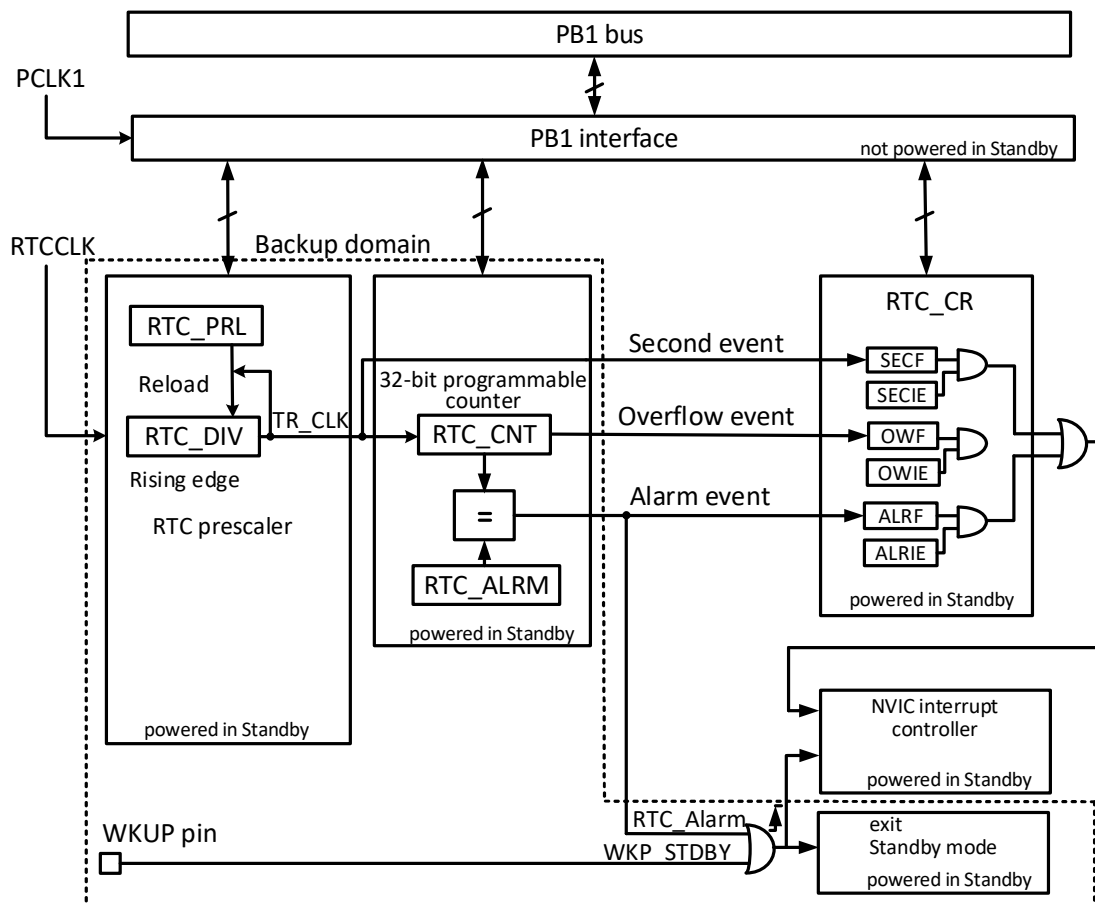 PB1 bus
PCLK1
PB1 interface
not powered in Standby
RTCCLK
Backup domain
RTC_PRL
Reload
RTC_DIV
TR_CLK
Rising edge
RTC prescaler
powered in Standby
32-bit programmable
counter
RTC_CNT
=
RTC_ALRM
powered in Standby
Second event
Overflow event
Alarm event
RTC_CR
SECF
SECIE
OWF
OWIE
ALRF
ALRIE
powered in Standby
NVIC interrupt
controller
powered in Standby
RTC_Alarm
WKUP pin
WKP_STDBY
exit
Standby mode
powered in Standby